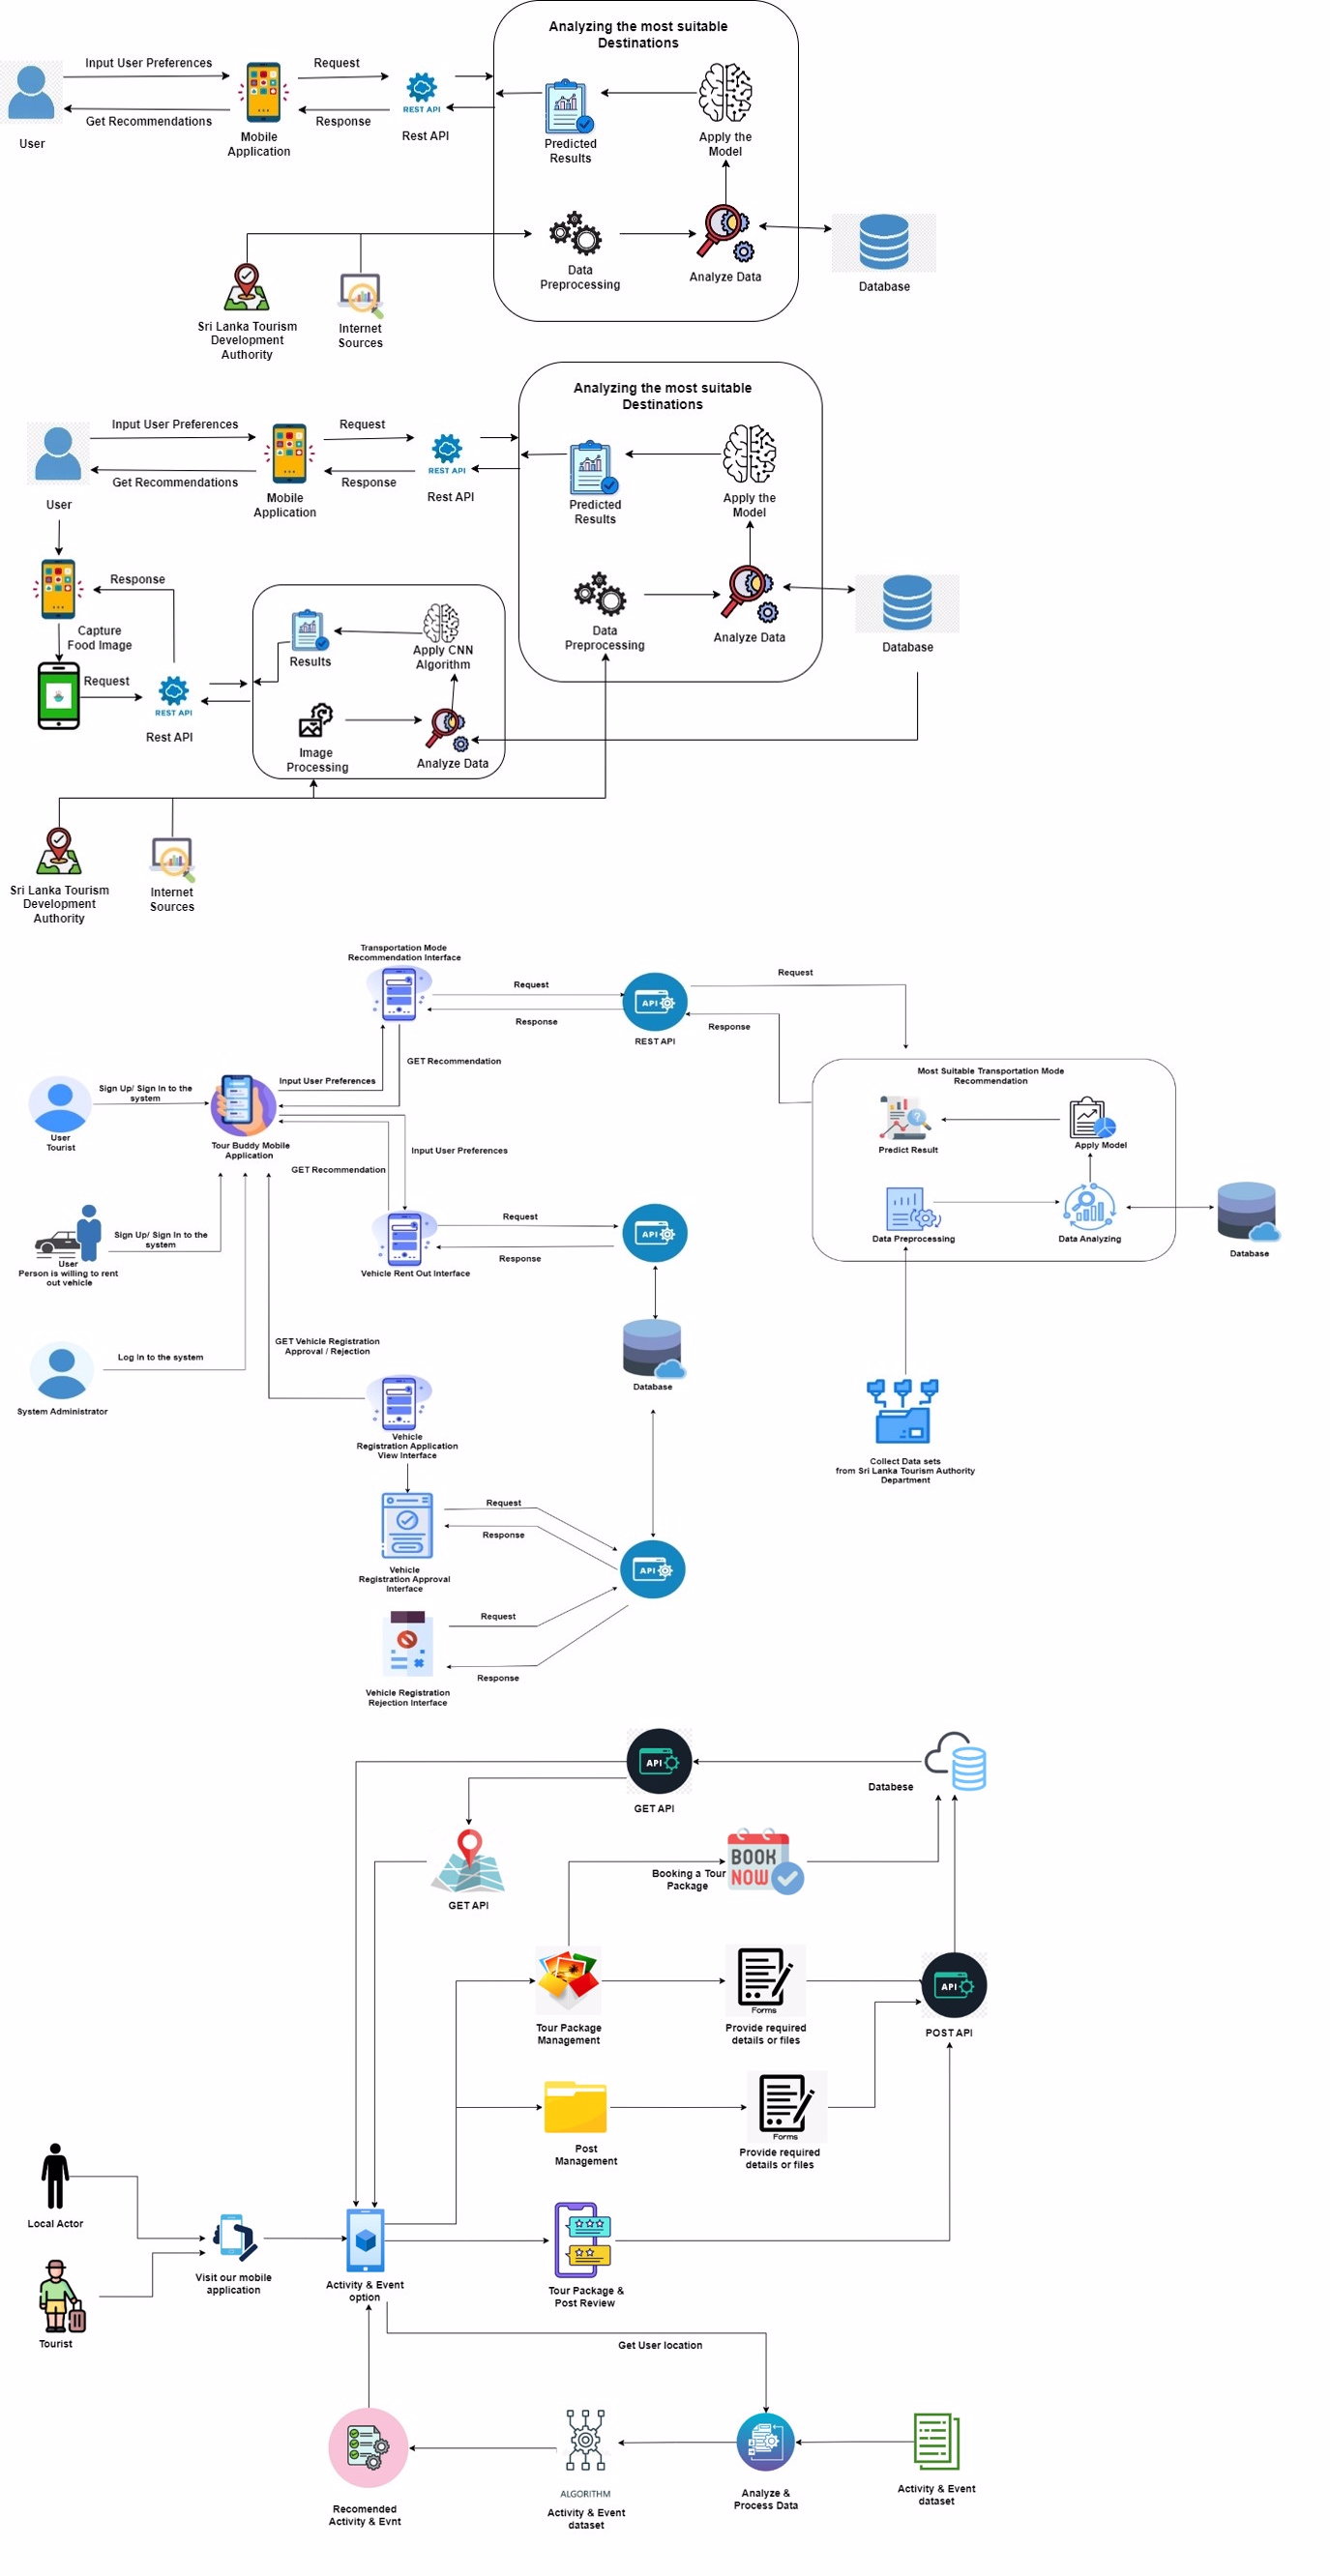 Analyzing the most suitable
Destinations
Input User Preferences
Request
REST API
Get Recommendations
Response
User
Mobile
Application
Rest API
Predicted
Results
Apply the
Model
Data
Preprocessing
Analyze Data
Database
Sri Lanka Tourism
Development
Authority
Internet
Sources
Analyzing the most suitable
Destinations
Input User Preferences
Request
REST API
Get Recommendations
Response
User
Mobile
Application
Rest API
Predicted
Results
Apply the
Model
Response
Capture
Food Image
Request
REST API
Rest API
Results
Apply CNN
Algorithm
Image
Processing
Analyze Data
Data
Preprocessing
Analyze Data
Database
Sri Lanka Tourism
Development
Authority
Internet
Sources
Transportation Mode
Recommendation Interface
Request
Response
API
REST API
Request
Response
GET Recommendation
Input User Preferences
Sign Up/ Sign In to the
system
User
Tourist
Tour Buddy Mobile
Application
Most Suitable Transportation Mode
Recommendation
Predict Result
Apply Model
Data Preprocessing
Data Analyzing
Database
Input User Preferences
GET Recommendation
Sign Up/ Sign In to the
system
User
Person is willing to rent
out vehicle
Request
Response
API
Vehicle Rent Out Interface
GET Vehicle Registration
Approval / Rejection
Log In to the system
System Administrator
Database
Vehicle
Registration Application
View Interface
Collect Data sets
from Sri Lanka Tourism Authority
Department
Request
Response
API
Vehicle
Registration Approval
Interface
Request
Response
Vehicle Registration
Rejection Interface
API
GET API
Databese
GET API
Booking a Tour
Package
BOOK
NOW
Tour Package
Management
Forms
Provide required
details or files
API
POST API
Post
Management
Forms
Provide required
details or files
Local Actor
Visit our mobile
application
Activity & Event
option
Tour Package &
Post Review
Tourist
Get User location
Recomended
Activity & Evnt
ALGORITHM
Activity & Event
dataset
Analyze &
Process Data
Activity & Event
dataset